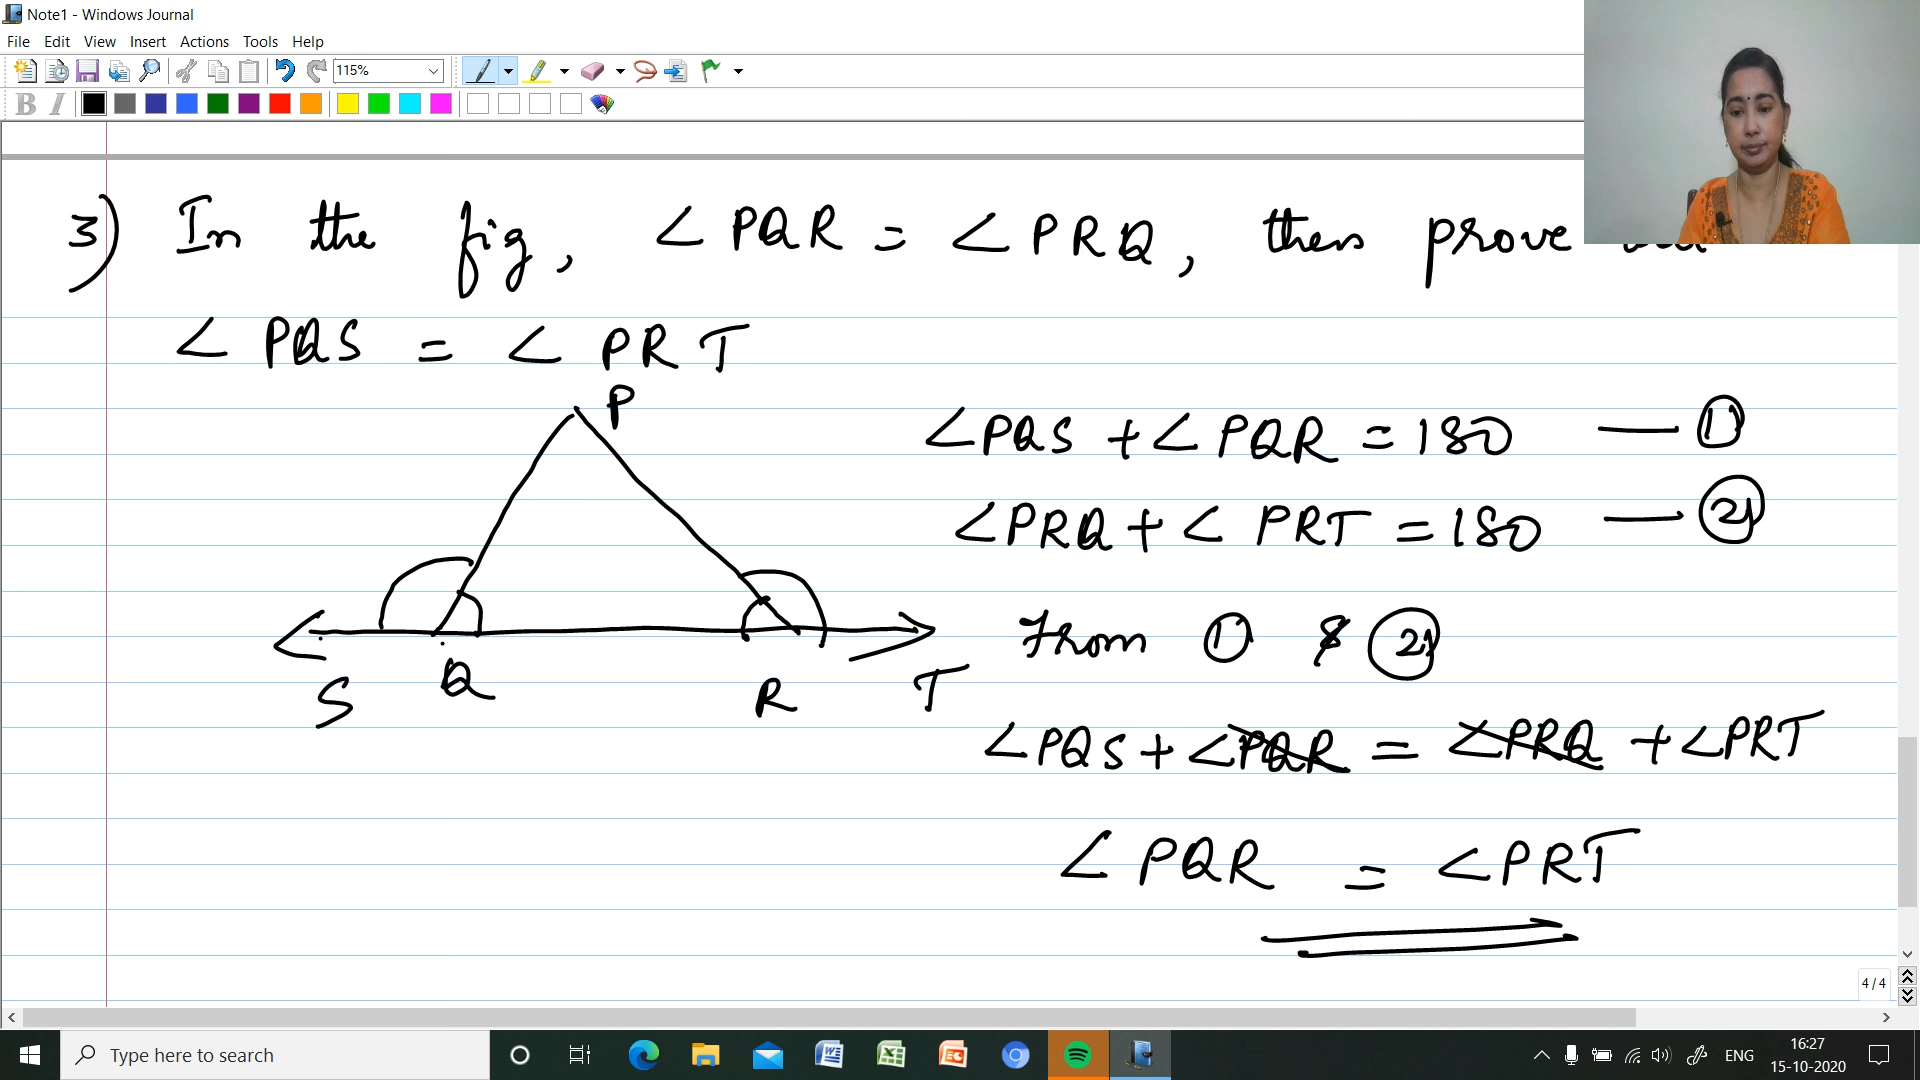 Note1 - Windows Journal
File Edit View Insert Actions Tools Help
115%
B I
3) In the fig, ∠PQR = ∠PRQ, then prove
∠PQS = ∠PRT
P
∠PQS + ∠PQR = 180 — ①
∠PRQ + ∠PRT = 180 — ②
From ① & ②
S Q R T
∠PQS + ∠PQR = ∠PRQ + ∠PRT
∠PQR = ∠PRT
4 / 4
Type here to search
ENG
16:27
15-10-2020